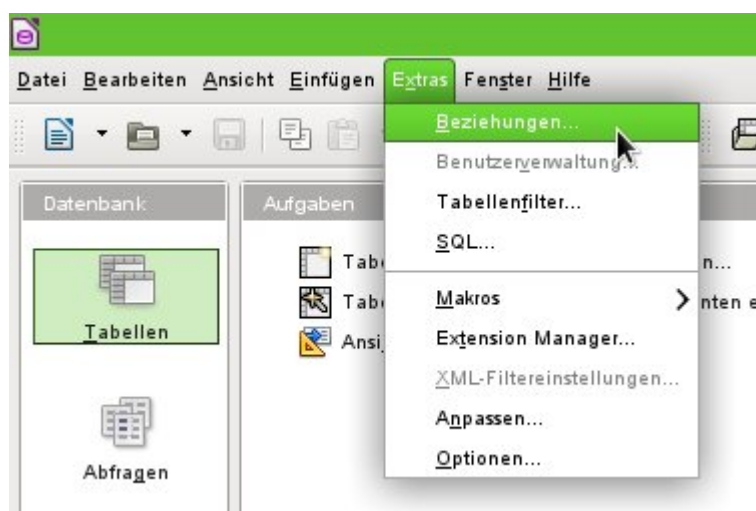 Datei Bearbeiten Ansicht Einfügen Extras Fenster Hilfe
Beziehungen...
Benutzerverwaltung...
Tabellenfilter...
SQL...
Makros
Extension Manager...
XML-Filtereinstellungen...
Anpassen...
Optionen...
Datenbank
Tabellen
Abfragen
Aufgaben
n...
nten e